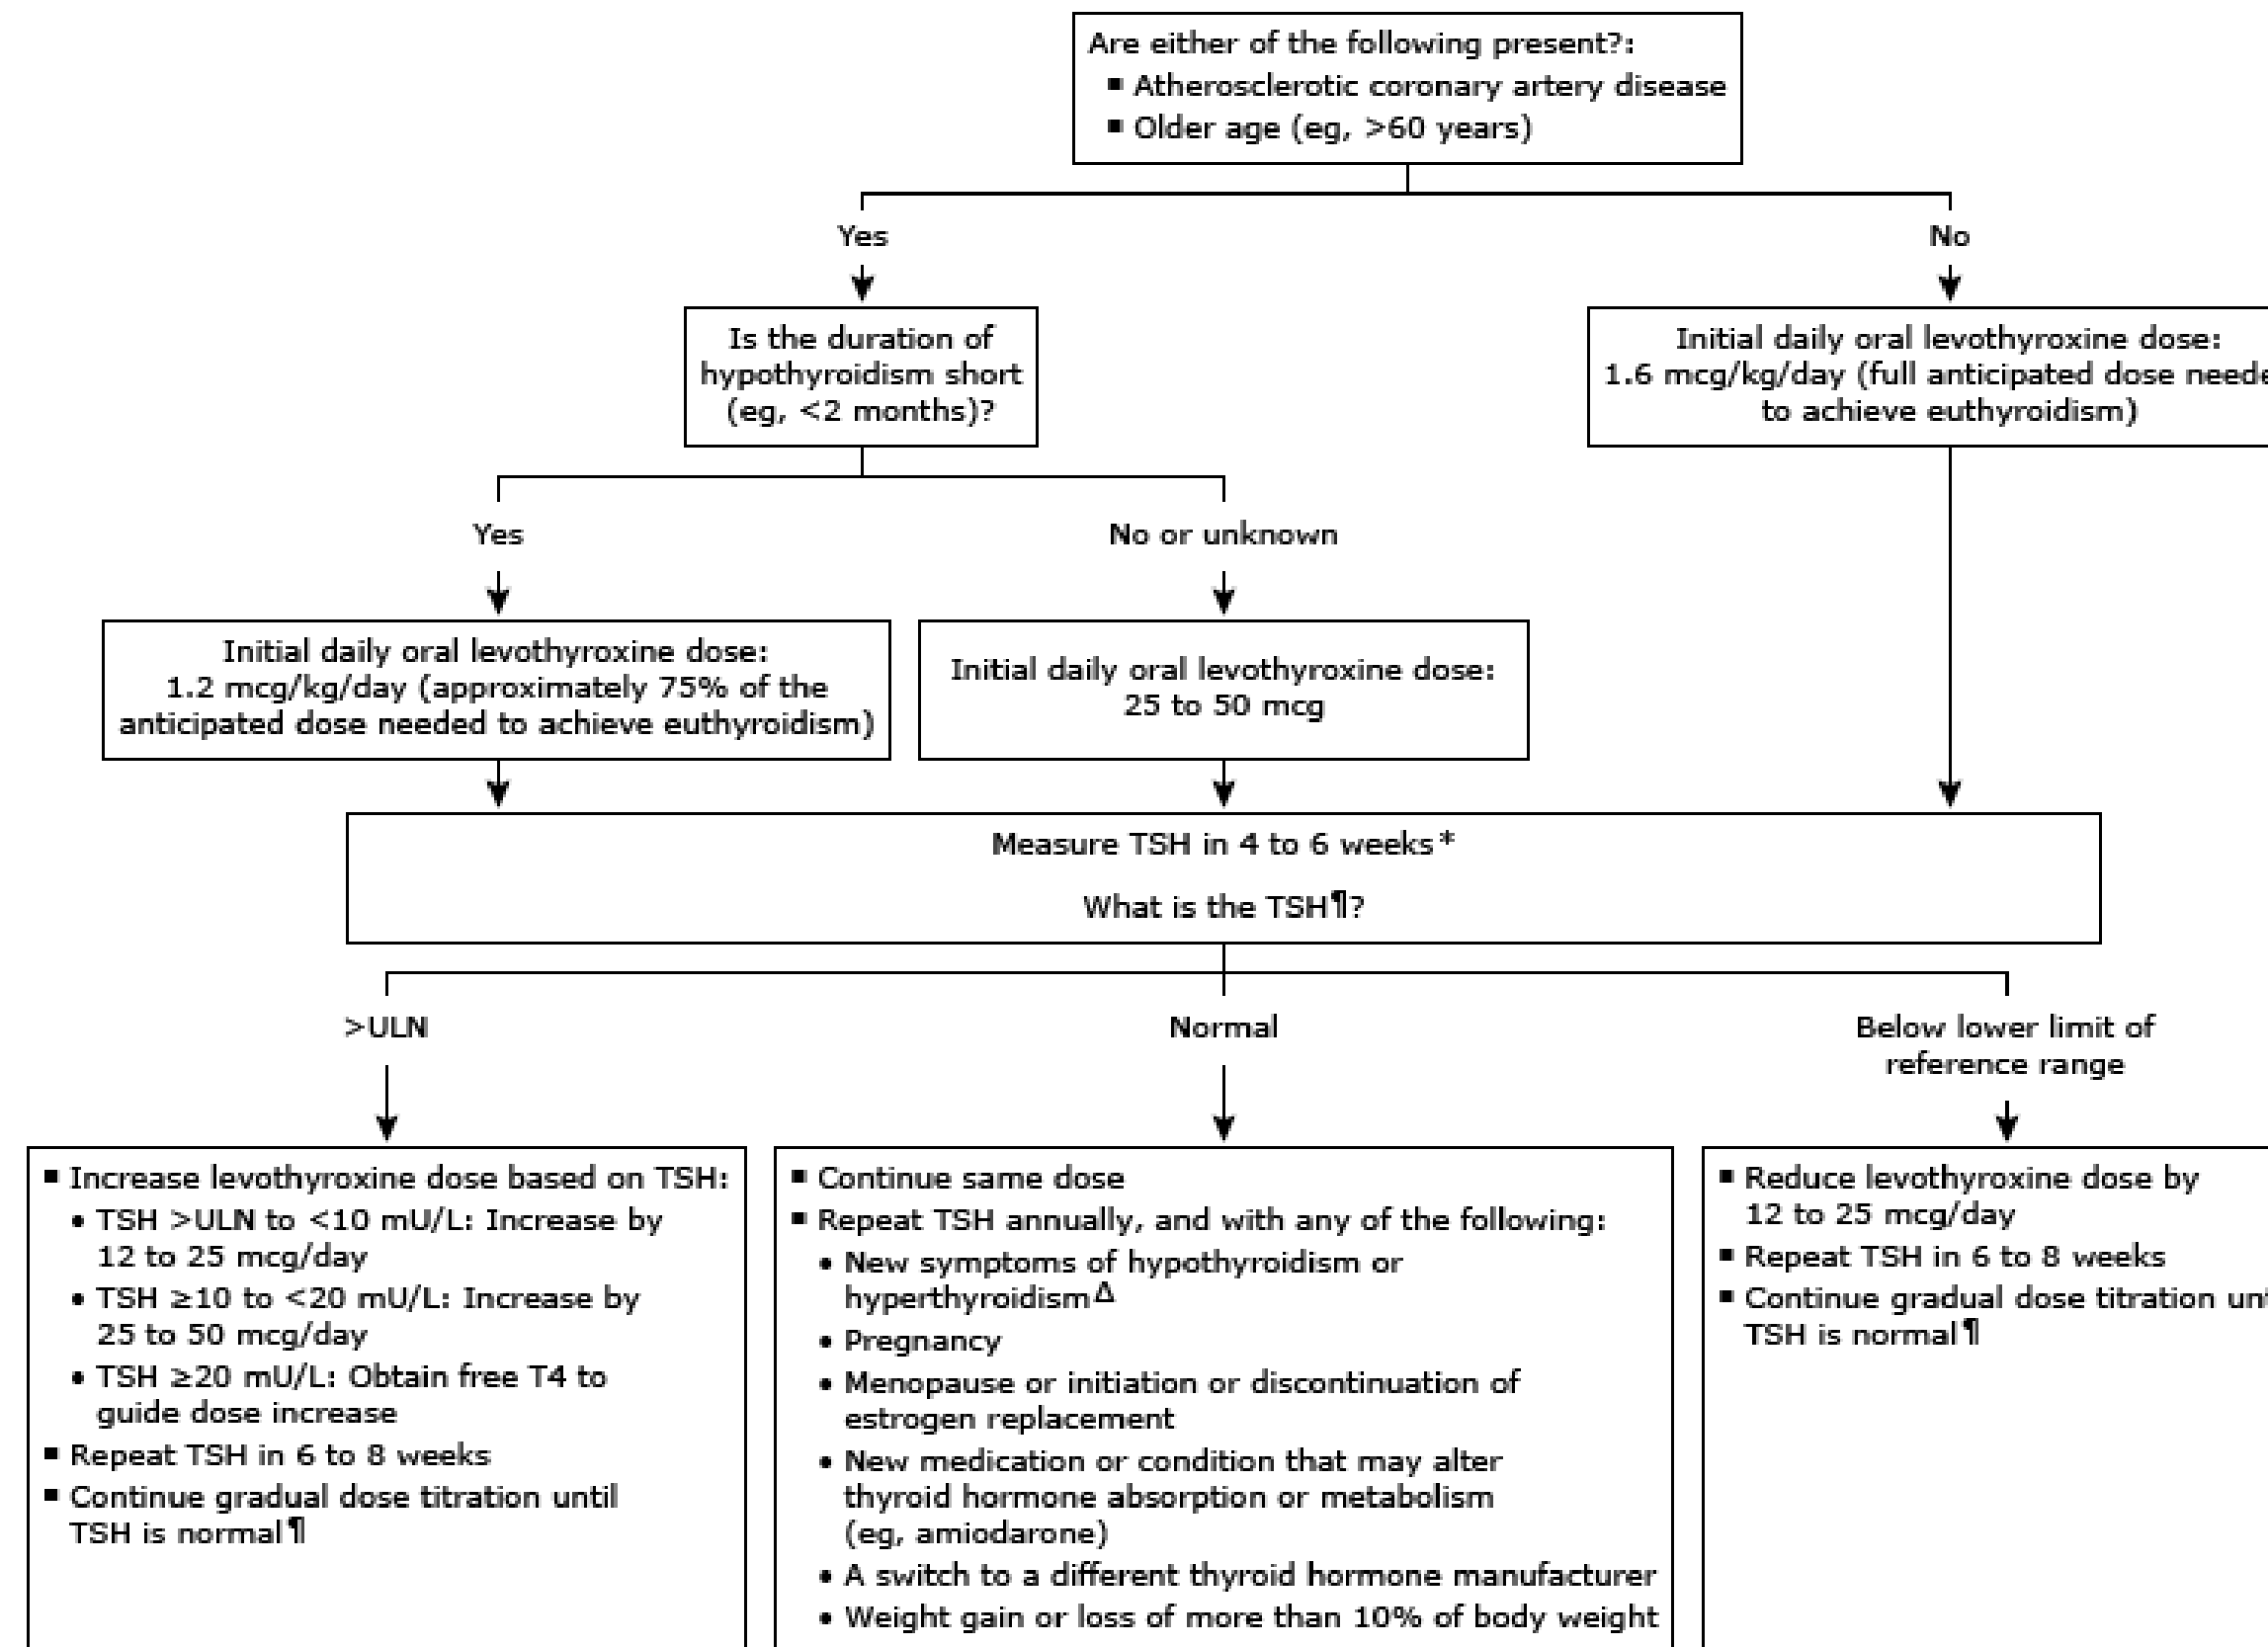 Are either of the following present?:
▪ Atherosclerotic coronary artery disease
▪ Older age (eg, >60 years)
Yes
No
Is the duration of
hypothyroidism short
(eg, <2 months)?
Initial daily oral levothyroxine dose:
1.6 mcg/kg/day (full anticipated dose neede
to achieve euthyroidism)
Yes
No or unknown
Initial daily oral levothyroxine dose:
1.2 mcg/kg/day (approximately 75% of the
anticipated dose needed to achieve euthyroidism)
Initial daily oral levothyroxine dose:
25 to 50 mcg
Measure TSH in 4 to 6 weeks*
What is the TSH¶?
>ULN
Normal
Below lower limit of
reference range
▪ Increase levothyroxine dose based on TSH:
• TSH >ULN to <10 mU/L: Increase by
12 to 25 mcg/day
• TSH ≥10 to <20 mU/L: Increase by
25 to 50 mcg/day
• TSH ≥20 mU/L: Obtain free T4 to
guide dose increase
▪ Repeat TSH in 6 to 8 weeks
▪ Continue gradual dose titration until
TSH is normal¶
▪ Continue same dose
▪ Repeat TSH annually, and with any of the following:
• New symptoms of hypothyroidism or
hyperthyroidismΔ
• Pregnancy
• Menopause or initiation or discontinuation of
estrogen replacement
• New medication or condition that may alter
thyroid hormone absorption or metabolism
(eg, amiodarone)
• A switch to a different thyroid hormone manufacturer
• Weight gain or loss of more than 10% of body weight
▪ Reduce levothyroxine dose by
12 to 25 mcg/day
▪ Repeat TSH in 6 to 8 weeks
▪ Continue gradual dose titration unt
TSH is normal¶